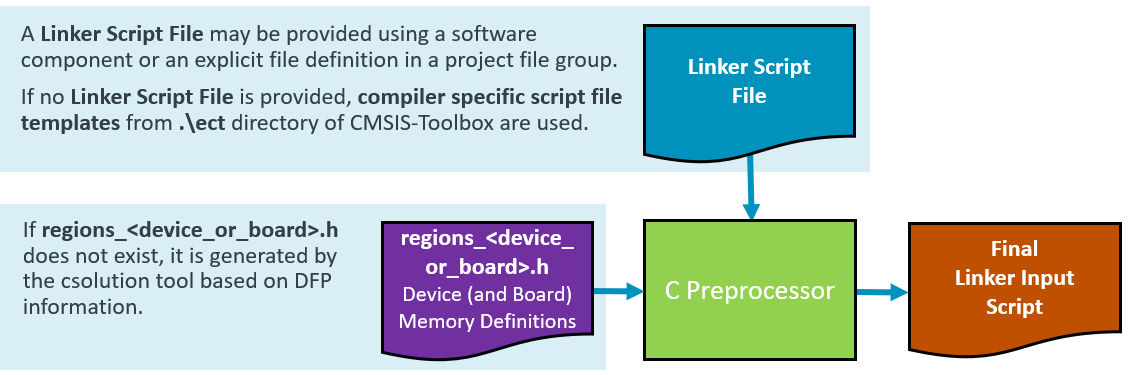 A Linker Script File may be provided using a software
component or an explicit file definition in a project file group.
If no Linker Script File is provided, compiler specific script file
templates from .\ect directory of CMSIS-Toolbox are used.
Linker Script
File
If regions_<device_or_board>.h
does not exist, it is generated by
the csolution tool based on DFP
information.
regions_<device_
or_board>.h
Device (and Board)
Memory Definitions
C Preprocessor
Final
Linker Input
Script